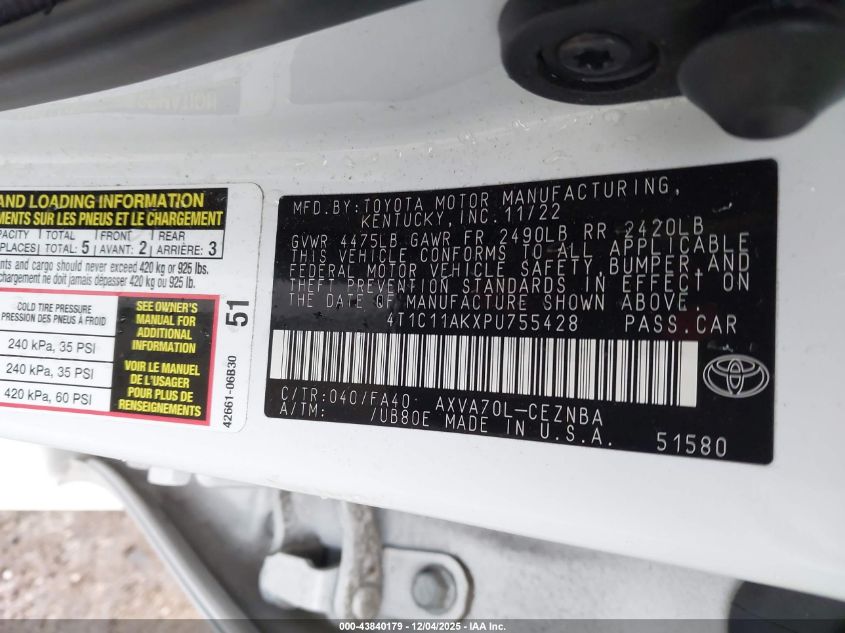 AND LOADING INFORMATION
EMENTS SUR LES PNEUS ET LE CHARGEMENT
PACITY TOTAL FRONT REAR
PLACES TOTAL: 5 AVANT: 2 ARRIÈRE: 3
nts and cargo should never exceed 420 kg or 925 lbs.
chargement ne doit jamais dépasser 420 kg ou 925 lb.
COLD TIRE PRESSURE
PRESSION DES PNEUS À FROID
240 kPa, 35 PSI
240 kPa, 35 PSI
420 kPa, 60 PSI
SEE OWNER'S
MANUAL FOR
ADDITIONAL
INFORMATION
VOIR LE MANUEL
DE L'USAGER
POUR PLUS DE
RENSEIGNEMENTS
51
42661-06B30
MFD.BY:TOYOTA MOTOR MANUFACTURING,
KENTUCKY, INC. 11/22
GVWR 4475LB GAWR FR 2490LB RR 2420LB
THIS VEHICLE CONFORMS TO ALL APPLICABLE
FEDERAL MOTOR VEHICLE SAFETY,BUMPER,AND
THEFT PREVENTION STANDARDS IN EFFECT ON
THE DATE OF MANUFACTURE SHOWN ABOVE.
4T1C11AKXPU755428 PASS.CAR
C/TR:040/FA40 AXVA70L-CEZNBA
A/TM: /UB80E MADE IN U.S.A.
51580
000-43840179 - 12/04/2025 - IAA Inc.